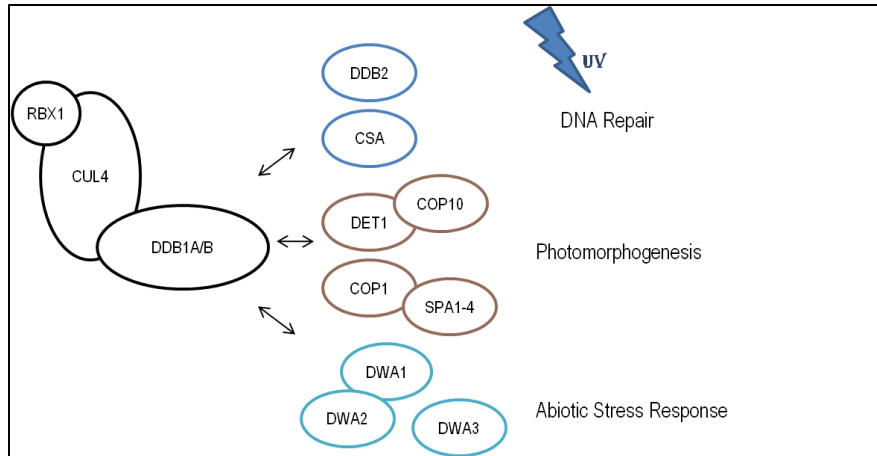 UV
DDB2
RBX1
DNA Repair
CSA
CUL4
COP10
DET1
DDB1A/B
Photomorphogenesis
COP1
SPA1-4
DWA1
DWA2
Abiotic Stress Response
DWA3